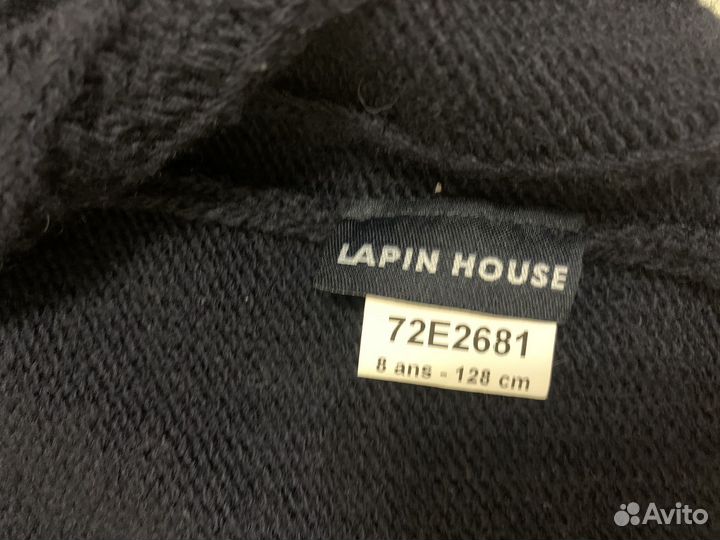 LAPIN HOUSE
72E2681
8 ans - 128 cm
Avito